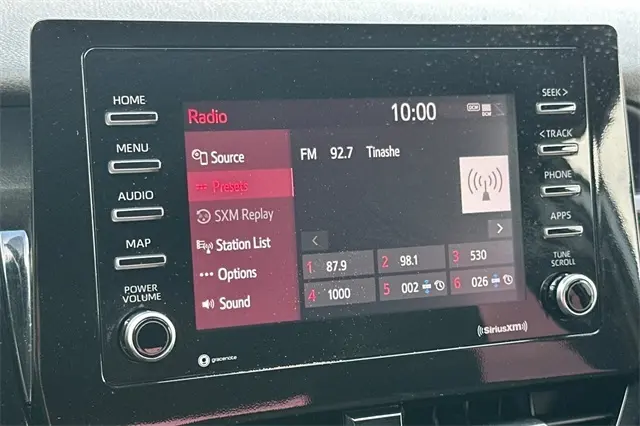 HOME
MENU
AUDIO
MAP
POWER
VOLUME
Radio
10:00
DCM
DCM
Source
Presets
SXM Replay
Station List
Options
Sound
FM 92.7 Tinashe
<
>
1 87.9
2 98.1
3 530
4 1000
5 002
6 026
SEEK >
< TRACK
PHONE
APPS
TUNE
SCROLL
gracenote
((SiriusXM))